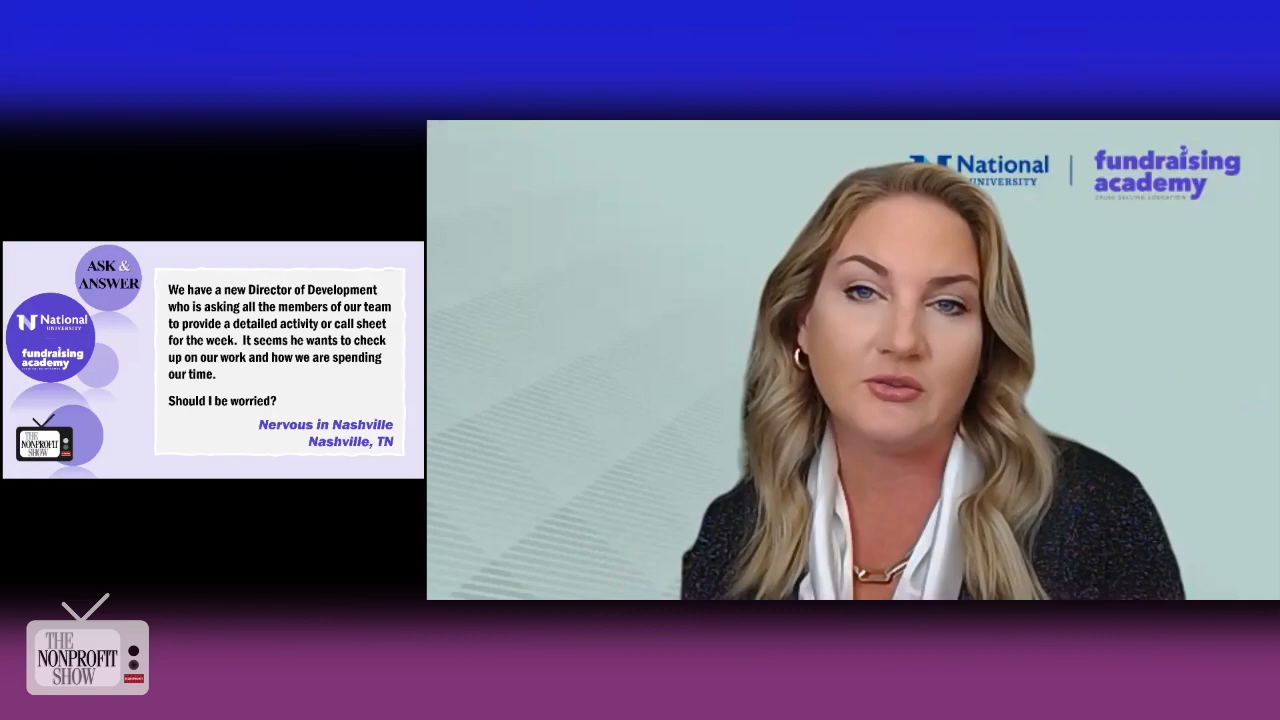 ASK &
ANSWER
National
UNIVERSITY
fundraising
academy
THE
NONPROFIT
SHOW
We have a new Director of Development
who is asking all the members of our team
to provide a detailed activity or call sheet
for the week. It seems he wants to check
up on our work and how we are spending
our time.
Should I be worried?
Nervous in Nashville
Nashville, TN
National
UNIVERSITY
fundraising
academy
CAUSE SELLING EDUCATION
THE
NONPROFIT
SHOW